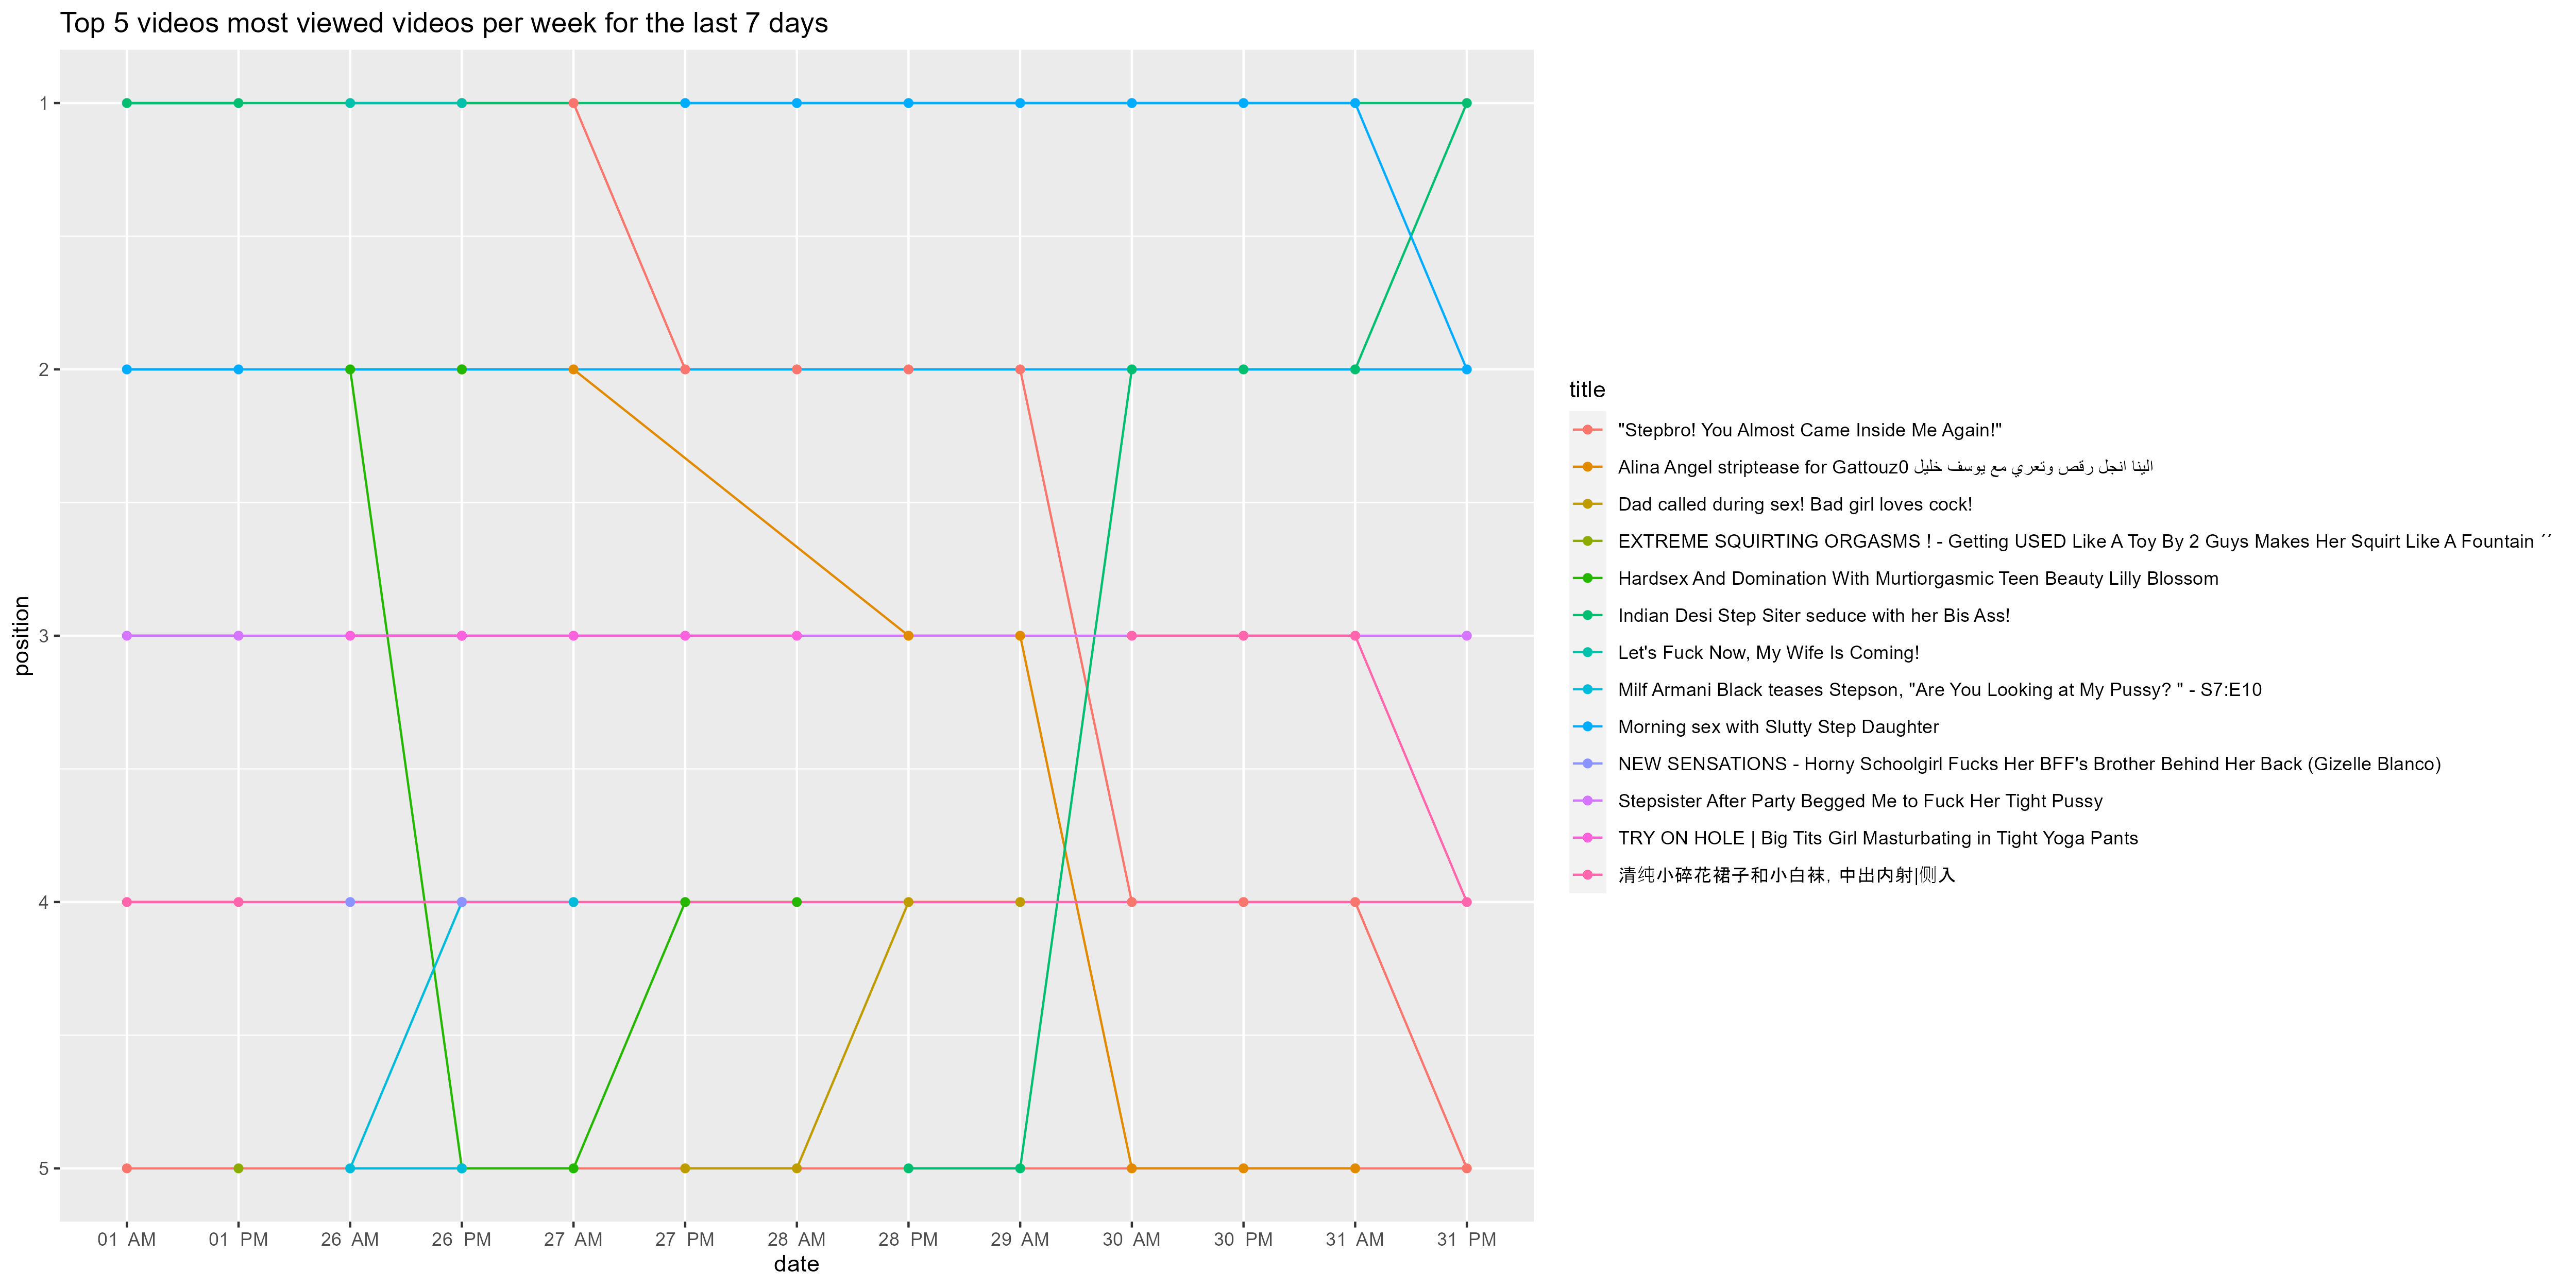 Top 5 videos most viewed videos per week for the last 7 days
position
1
2
3
4
5
01 AM
01 PM
26 AM
26 PM
27 AM
27 PM
28 AM
28 PM
29 AM
30 AM
30 PM
31 AM
31 PM
date
title
"Stepbro! You Almost Came Inside Me Again!"
Alina Angel striptease for Gattouz0 الينا انجل رقص وتعري مع يوسف خليل
Dad called during sex! Bad girl loves cock!
EXTREME SQUIRTING ORGASMS ! - Getting USED Like A Toy By 2 Guys Makes Her Squirt Like A Fountain ´´
Hardsex And Domination With Murtiorgasmic Teen Beauty Lilly Blossom
Indian Desi Step Siter seduce with her Bis Ass!
Let's Fuck Now, My Wife Is Coming!
Milf Armani Black teases Stepson, "Are You Looking at My Pussy? " - S7:E10
Morning sex with Slutty Step Daughter
NEW SENSATIONS - Horny Schoolgirl Fucks Her BFF's Brother Behind Her Back (Gizelle Blanco)
Stepsister After Party Begged Me to Fuck Her Tight Pussy
TRY ON HOLE | Big Tits Girl Masturbating in Tight Yoga Pants
清纯小碎花裙子和小白袜, 中出内射|侧入